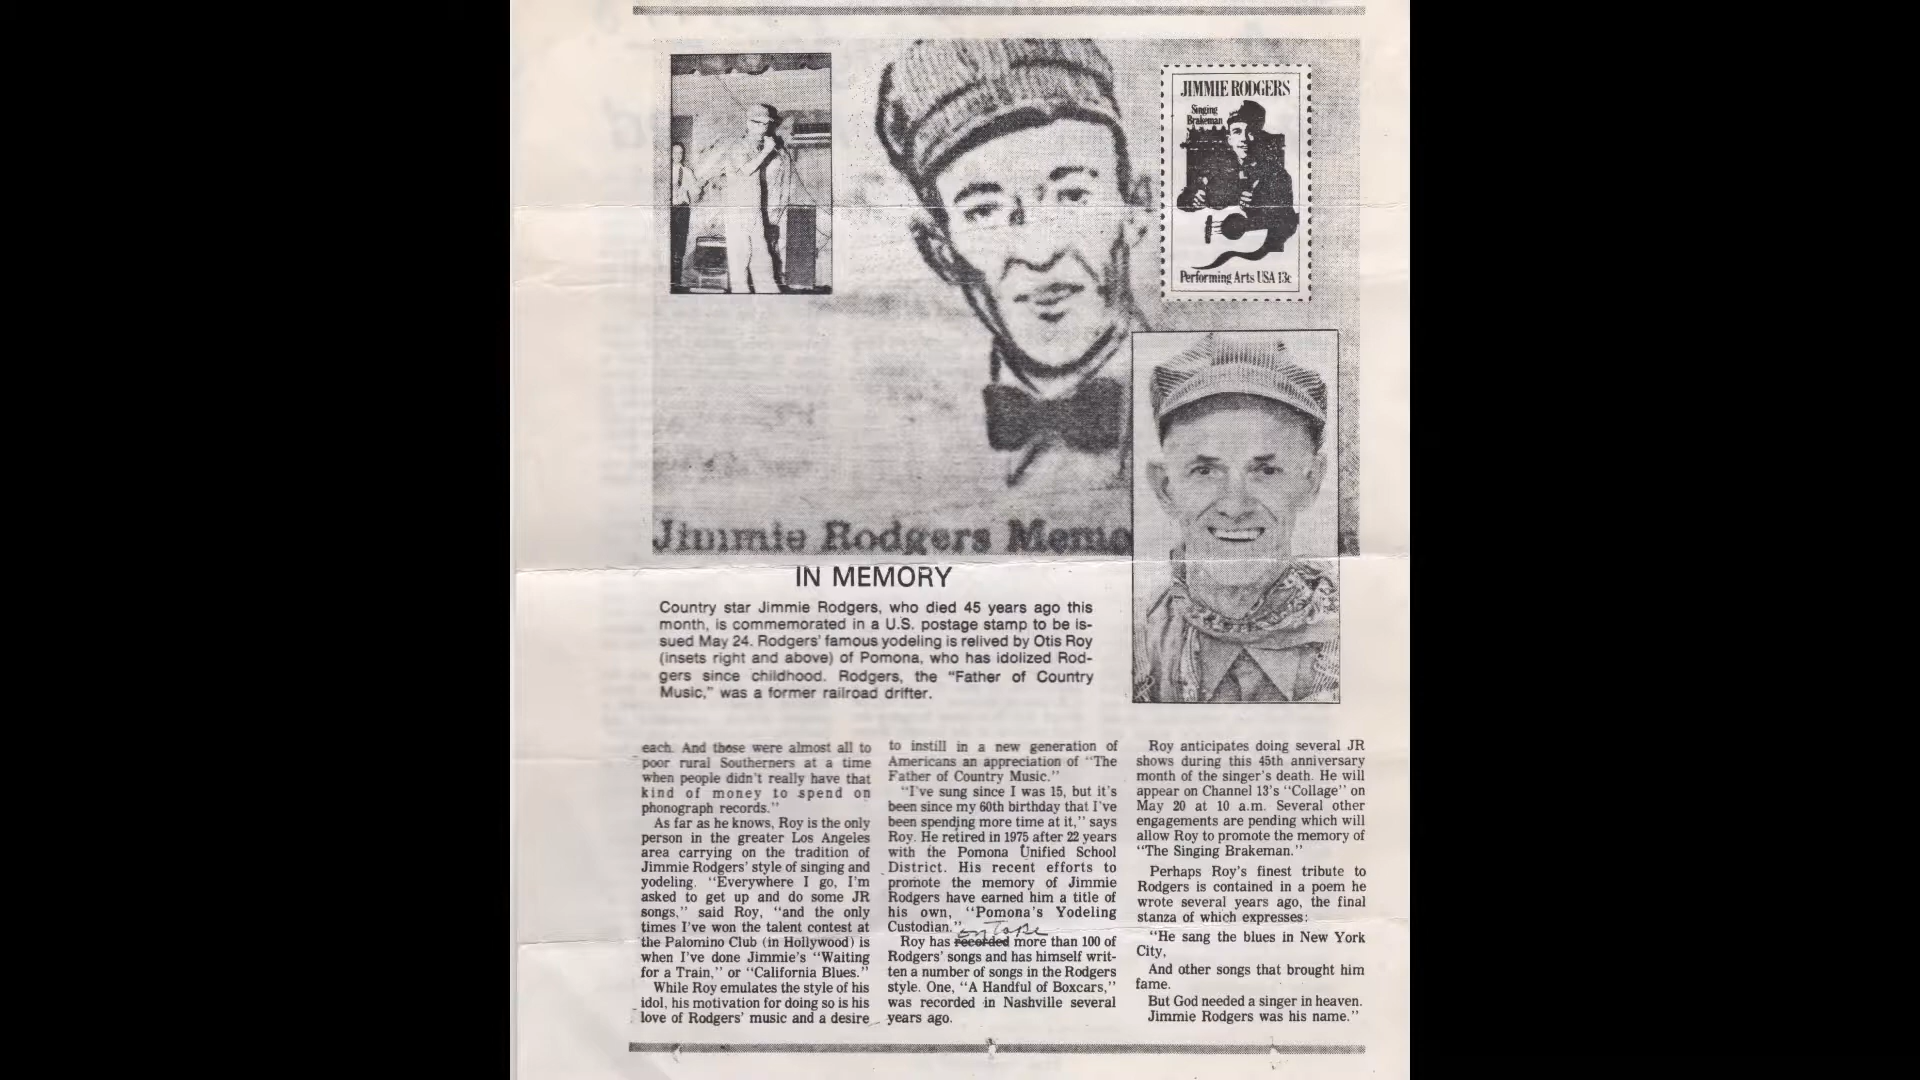 JIMMIE RODGERS
Singing
Brakeman
Performing Arts USA 13c
Jimmie Rodgers Memo
IN MEMORY
Country star Jimmie Rodgers, who died 45 years ago this
month, is commemorated in a U.S. postage stamp to be is-
sued May 24. Rodgers' famous yodeling is relived by Otis Roy
(insets right and above) of Pomona, who has idolized Rod-
gers since childhood. Rodgers, the "Father of Country
Music," was a former railroad drifter.
each. And these were almost all to
poor rural Southerners at a time
when people didn't really have that
kind of money to spend on
phonograph records."
As far as he knows, Roy is the only
person in the greater Los Angeles
area carrying on the tradition of
Jimmie Rodgers' style of singing and
yodeling. "Everywhere I go, I'm
asked to get up and do some JR
songs," said Roy, "and the only
times I've won the talent contest at
the Palomino Club (in Hollywood) is
when I've done Jimmie's "Waiting
for a Train," or "California Blues."
While Roy emulates the style of his
idol, his motivation for doing so is his
love of Rodgers' music and a desire
to instill in a new generation of
Americans an appreciation of "The
Father of Country Music."
"I've sung since I was 15, but it's
been since my 60th birthday that I've
been spending more time at it," says
Roy. He retired in 1975 after 22 years
with the Pomona Unified School
District. His recent efforts to
promote the memory of Jimmie
Rodgers have earned him a title of
his own, "Pomona's Yodeling
Custodian."
on Tape
Roy has recorded more than 100 of
Rodgers' songs and has himself writ-
ten a number of songs in the Rodgers
style. One, "A Handful of Boxcars,"
was recorded in Nashville several
years ago.
Roy anticipates doing several JR
shows during this 45th anniversary
month of the singer's death. He will
appear on Channel 13's "Collage" on
May 20 at 10 a.m. Several other
engagements are pending which will
allow Roy to promote the memory of
"The Singing Brakeman."
Perhaps Roy's finest tribute to
Rodgers is contained in a poem he
wrote several years ago, the final
stanza of which expresses:
"He sang the blues in New York
City,
And other songs that brought him
fame.
But God needed a singer in heaven.
Jimmie Rodgers was his name."